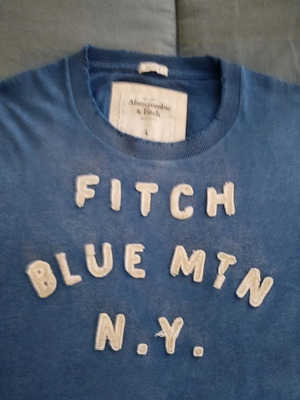 Abercrombie
& Fitch
L
FITCH
BLUE MTN
N.Y.